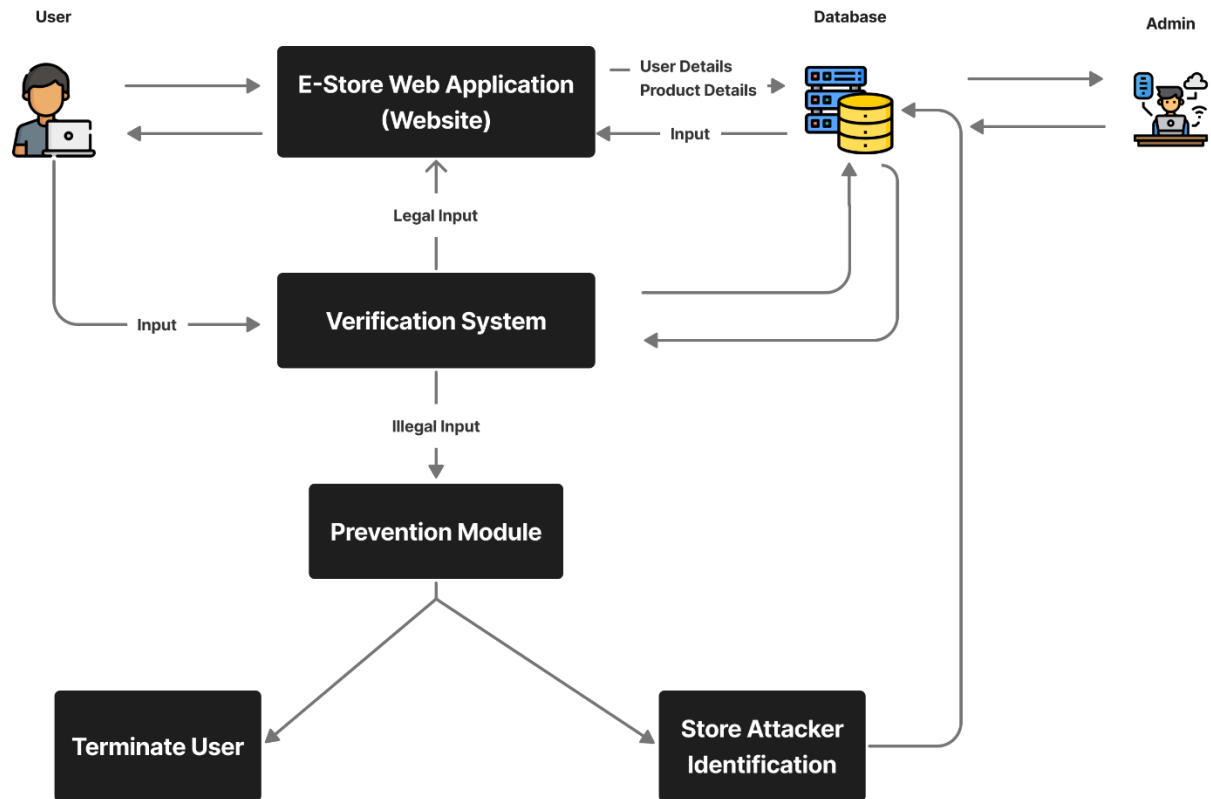 User
Database
Admin
E-Store Web Application
(Website)
User Details
Product Details
Input
Legal Input
Verification System
Input
Illegal Input
Prevention Module
Terminate User
Store Attacker
Identification